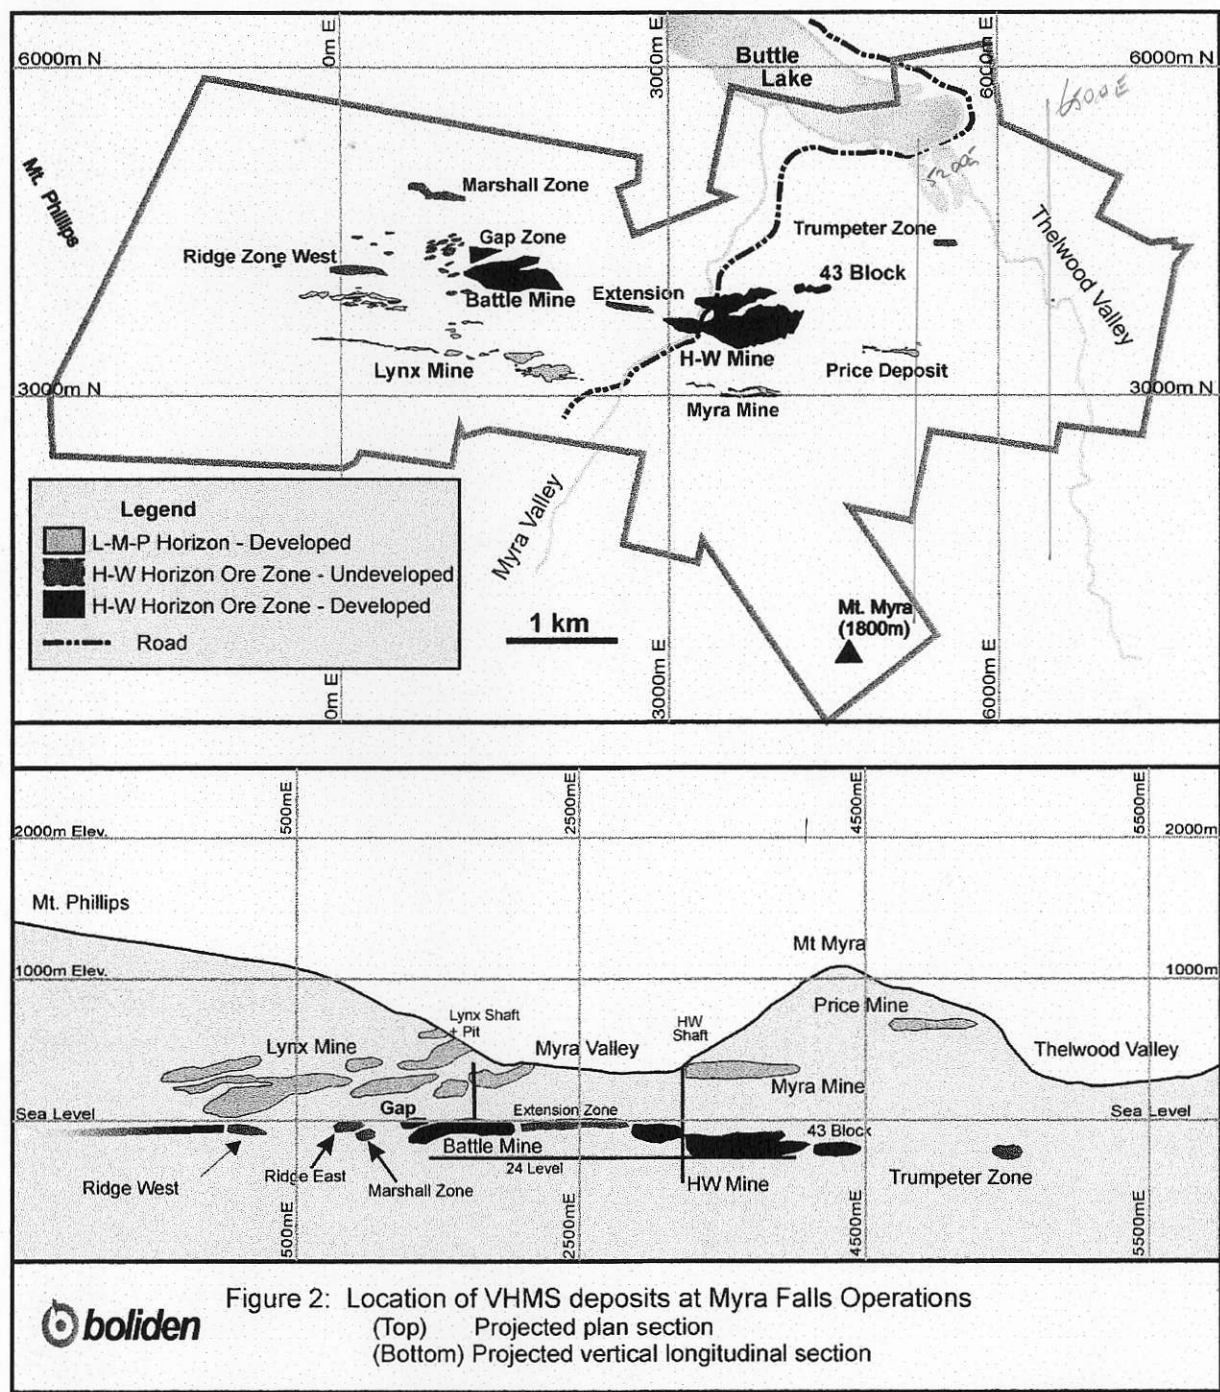 0m E
3000m E
6000m E
6000m N
6000m N
Buttle
Lake
6500E
5200E
Mt. Phillips
Marshall Zone
Gap Zone
Ridge Zone West
Battle Mine
Extension
Trumpeter Zone
43 Block
Thelwood Valley
H-W Mine
Lynx Mine
Price Deposit
3000m N
3000m N
Myra Mine
Myra Valley
Legend
L-M-P Horizon - Developed
H-W Horizon Ore Zone - Undeveloped
H-W Horizon Ore Zone - Developed
Road
1 km
Mt. Myra
(1800m)
0m E
3000m E
6000m E
500mE
2500mE
4500mE
5500mE
2000m Elev.
2000m
Mt. Phillips
Mt Myra
1000m Elev.
1000m
Price Mine
Lynx Shaft
+ Pit
HW
Shaft
Lynx Mine
Myra Valley
Thelwood Valley
Myra Mine
Sea Level
Gap
Extension Zone
Sea Level
43 Block
Battle Mine
24 Level
Ridge East
Ridge West
Marshall Zone
HW Mine
Trumpeter Zone
500mE
2500mE
4500mE
5500mE
boliden
Figure 2: Location of VHMS deposits at Myra Falls Operations
(Top) Projected plan section
(Bottom) Projected vertical longitudinal section